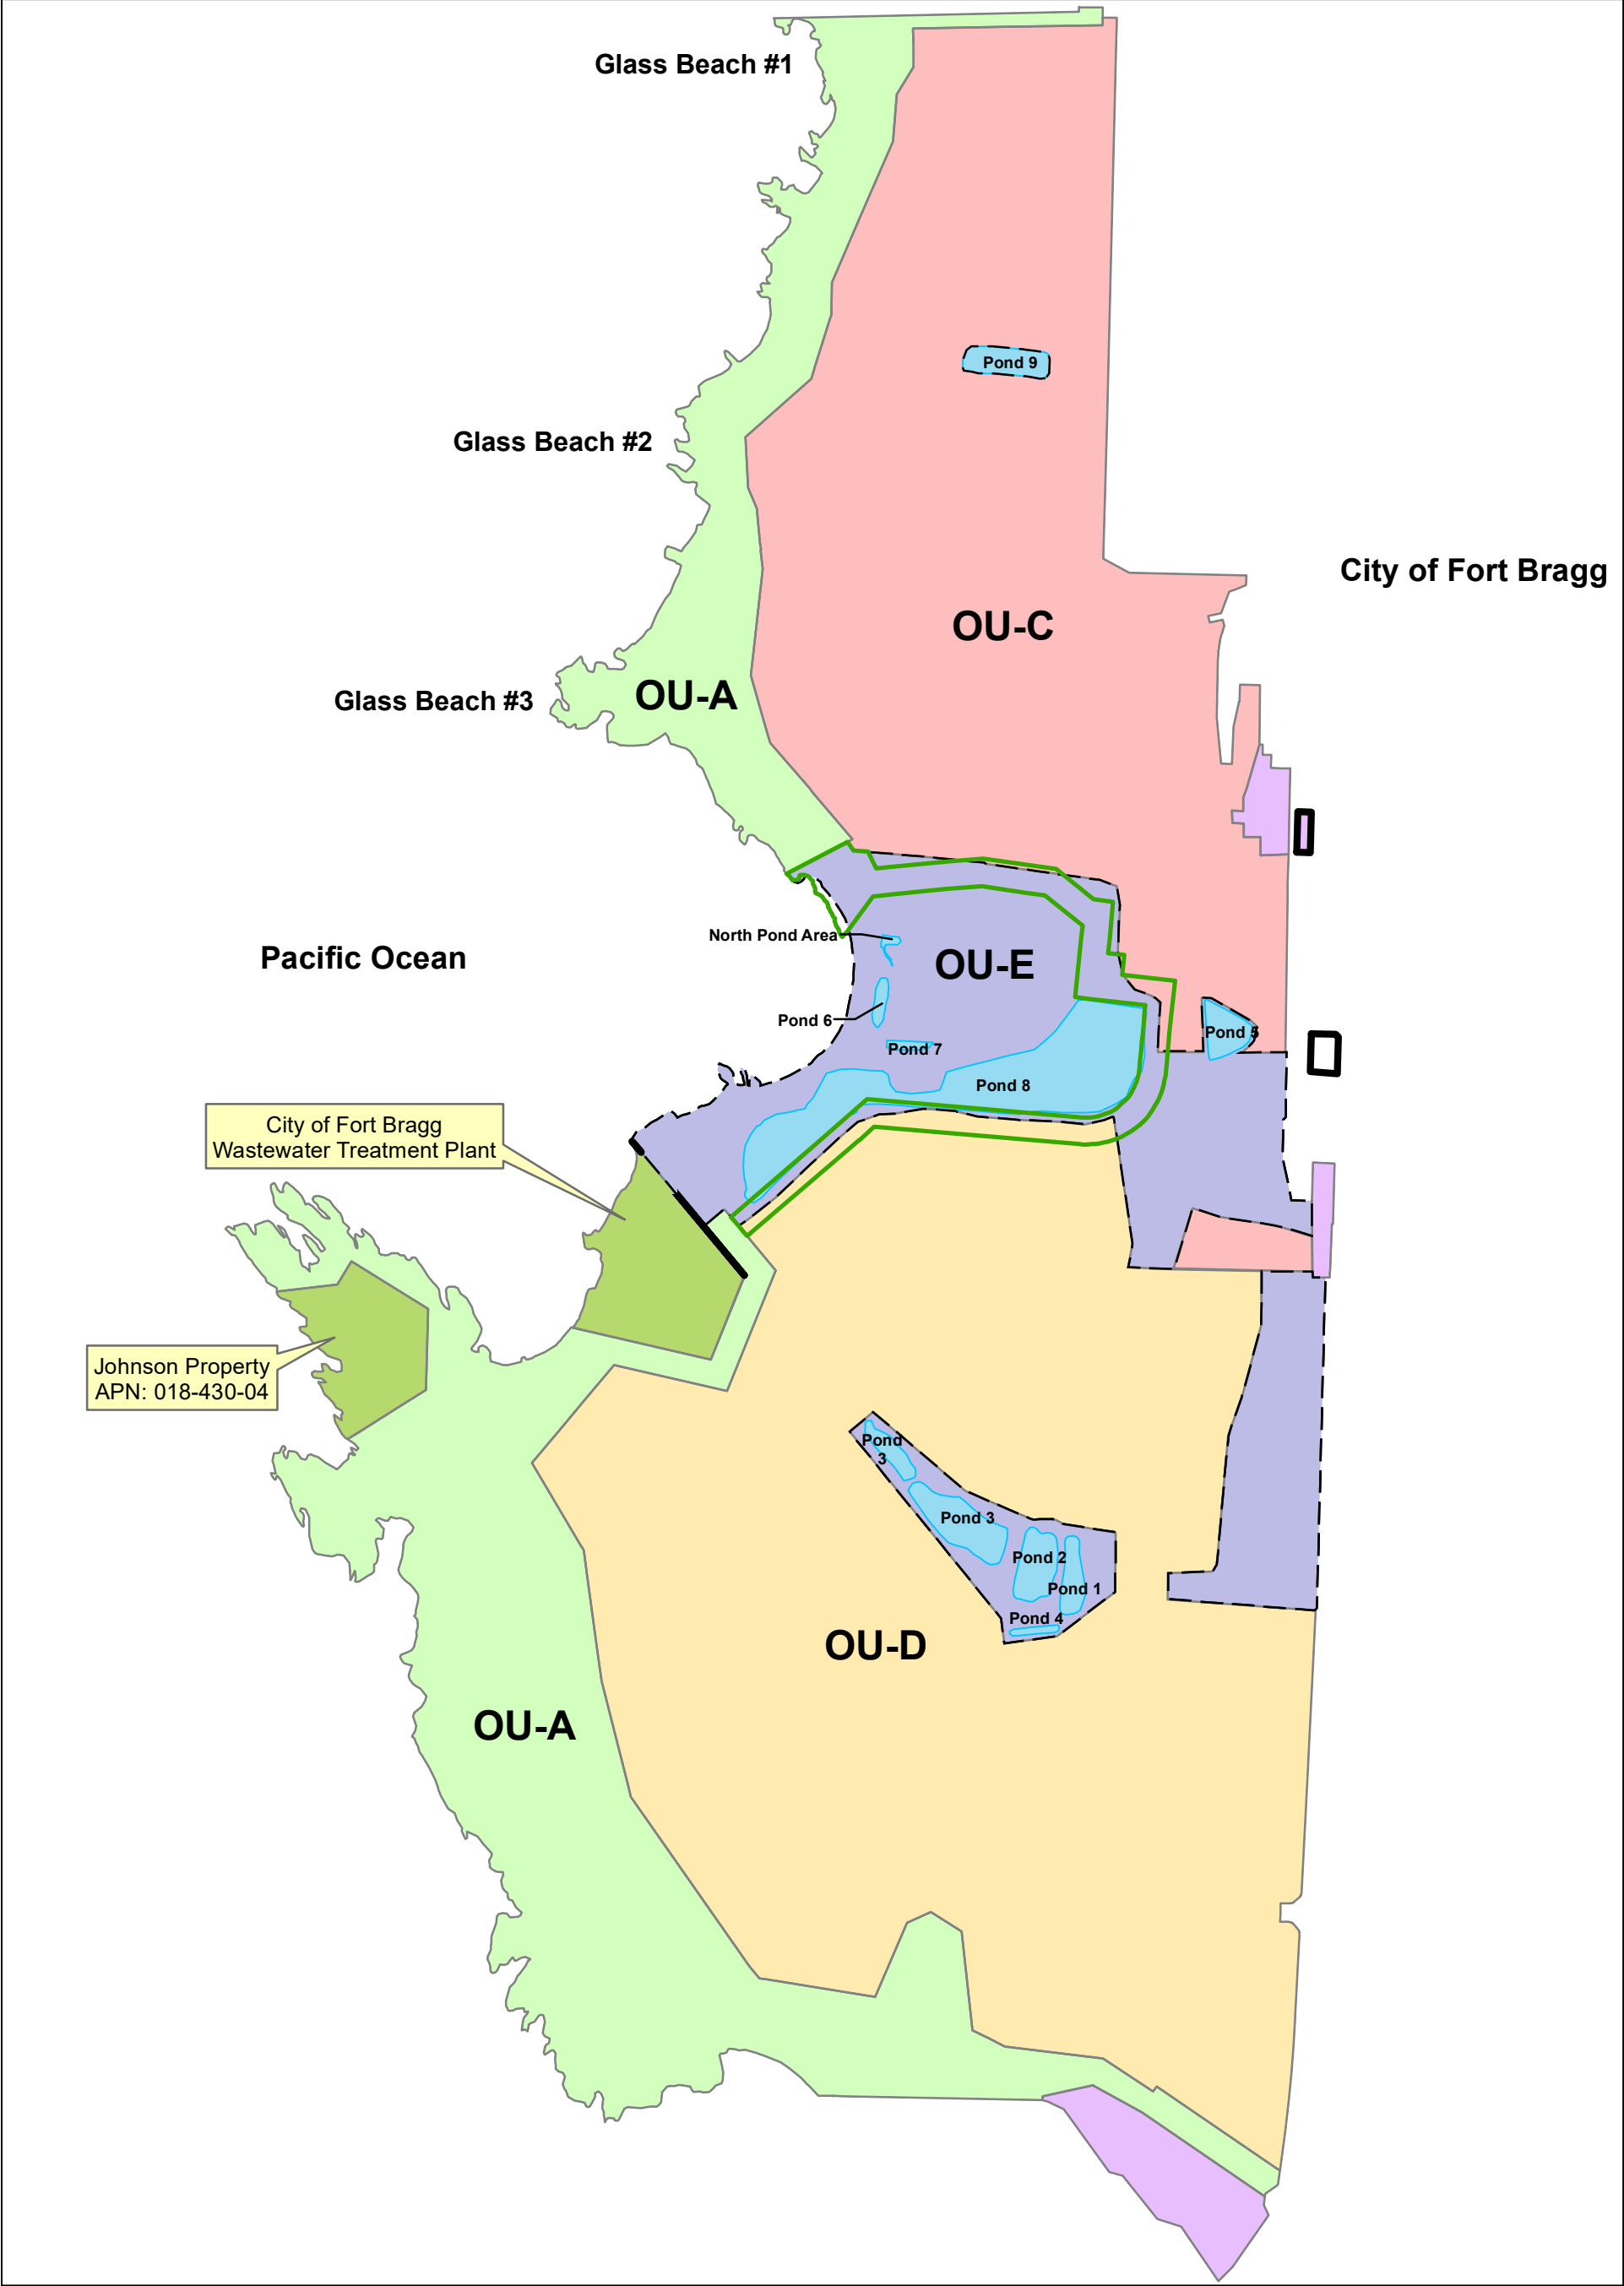 Glass Beach #1
Pond 9
Glass Beach #2
City of Fort Bragg
OU-C
OU-A
Glass Beach #3
North Pond Area
OU-E
Pacific Ocean
Pond 6
Pond 5
Pond 7
Pond 8
City of Fort Bragg
Wastewater Treatment Plant
Johnson Property
APN: 018-430-04
Pond
3
Pond 3
Pond 2
Pond 1
Pond 4
OU-D
OU-A